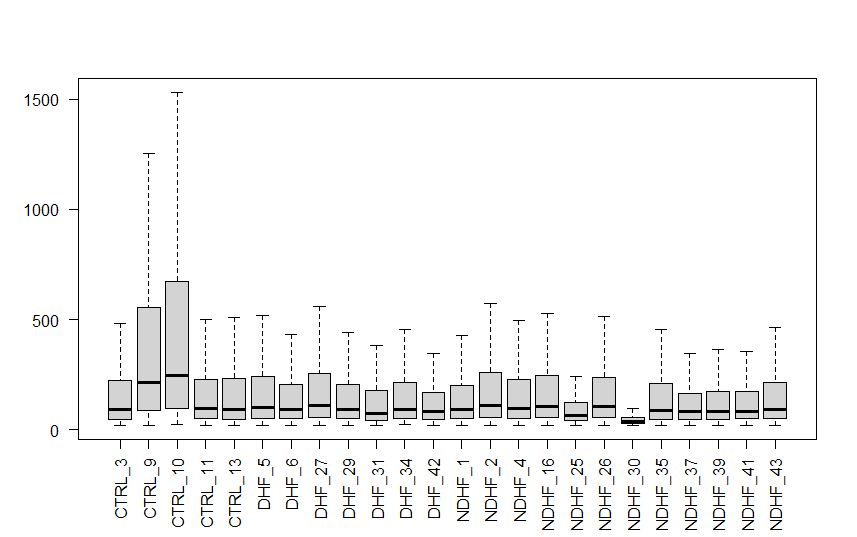 1500
1000
500
0
CTRL_3
CTRL_9
CTRL_10
CTRL_11
CTRL_13
DHF_5
DHF_6
DHF_27
DHF_29
DHF_31
DHF_34
DHF_42
NDHF_1
NDHF_2
NDHF_4
NDHF_16
NDHF_25
NDHF_26
NDHF_30
NDHF_35
NDHF_37
NDHF_39
NDHF_41
NDHF_43